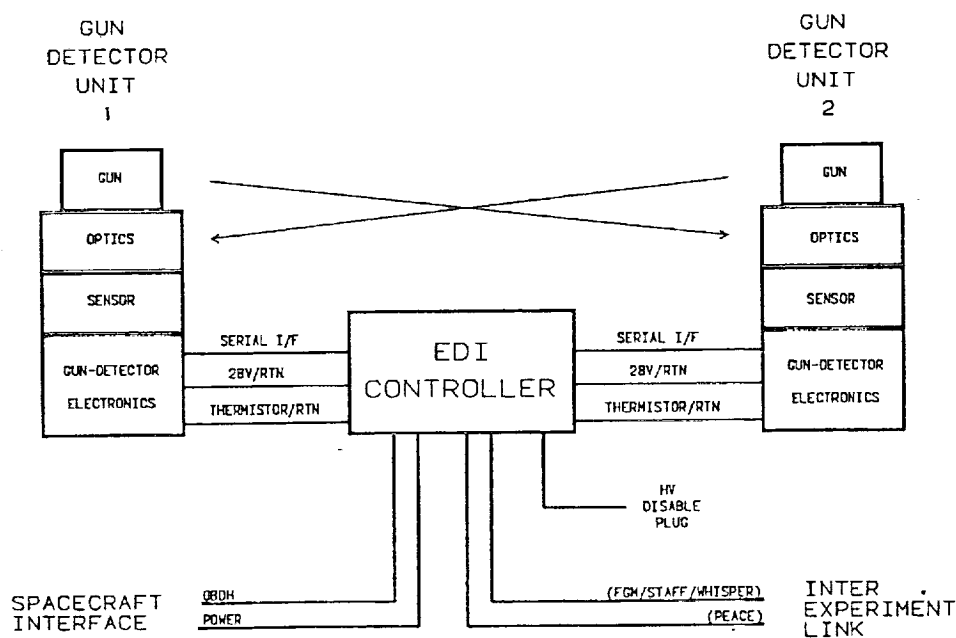 GUN
DETECTOR
UNIT
1
GUN
DETECTOR
UNIT
2
GUN
OPTICS
SENSOR
GUN-DETECTOR
ELECTRONICS
GUN
OPTICS
SENSOR
GUN-DETECTOR
ELECTRONICS
SERIAL I/F
28V/RTN
THERMISTOR/RTN
EDI
CONTROLLER
SERIAL I/F
28V/RTN
THERMISTOR/RTN
HV
DISABLE
PLUG
SPACECRAFT
INTERFACE
OBDH
POWER
(FGM/STAFF/WHISPER)
(PEACE)
INTER
EXPERIMENT
LINK